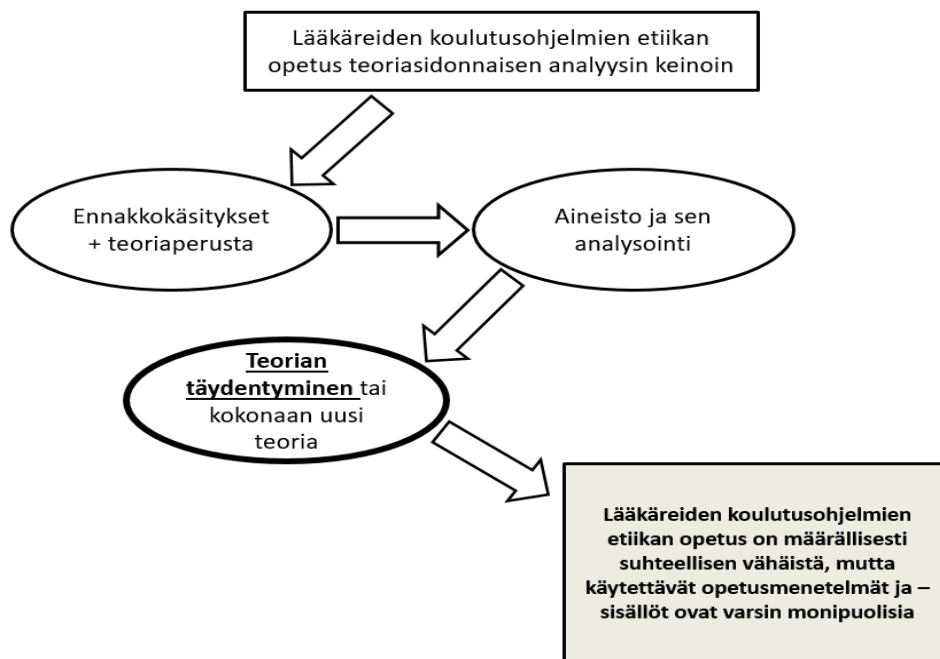 Lääkäreiden koulutusohjelmien etiikan
opetus teoriasidonnaisen analyysin keinoin
Ennakkokäsitykset
+ teoriaperusta
Aineisto ja sen
analysointi
Teorian
täydentyminen tai
kokonaan uusi
teoria
Lääkäreiden koulutusohjelmien
etiikan opetus on määrällisesti
suhteellisen vähäistä, mutta
käytettävät opetusmenetelmät ja –
sisällöt ovat varsin monipuolisia